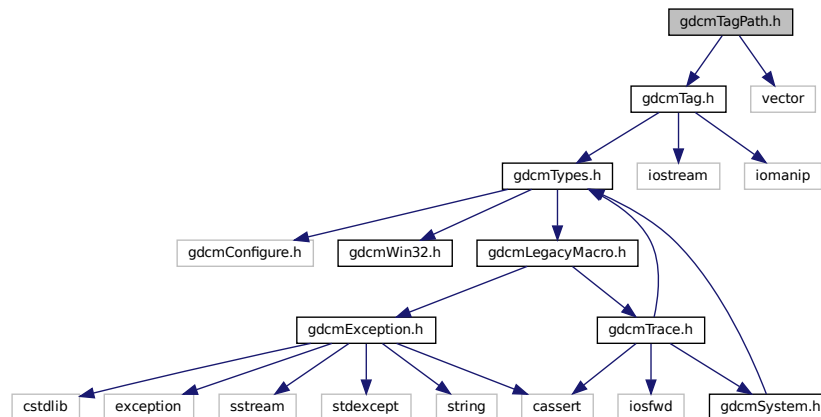 gdcmTagPath.h
gdcmTag.h
vector
gdcmTypes.h
iostream
iomanip
gdcmConfigure.h
gdcmWin32.h
gdcmLegacyMacro.h
gdcmException.h
gdcmTrace.h
cstdlib
exception
sstream
stdexcept
string
cassert
iosfwd
gdcmSystem.h